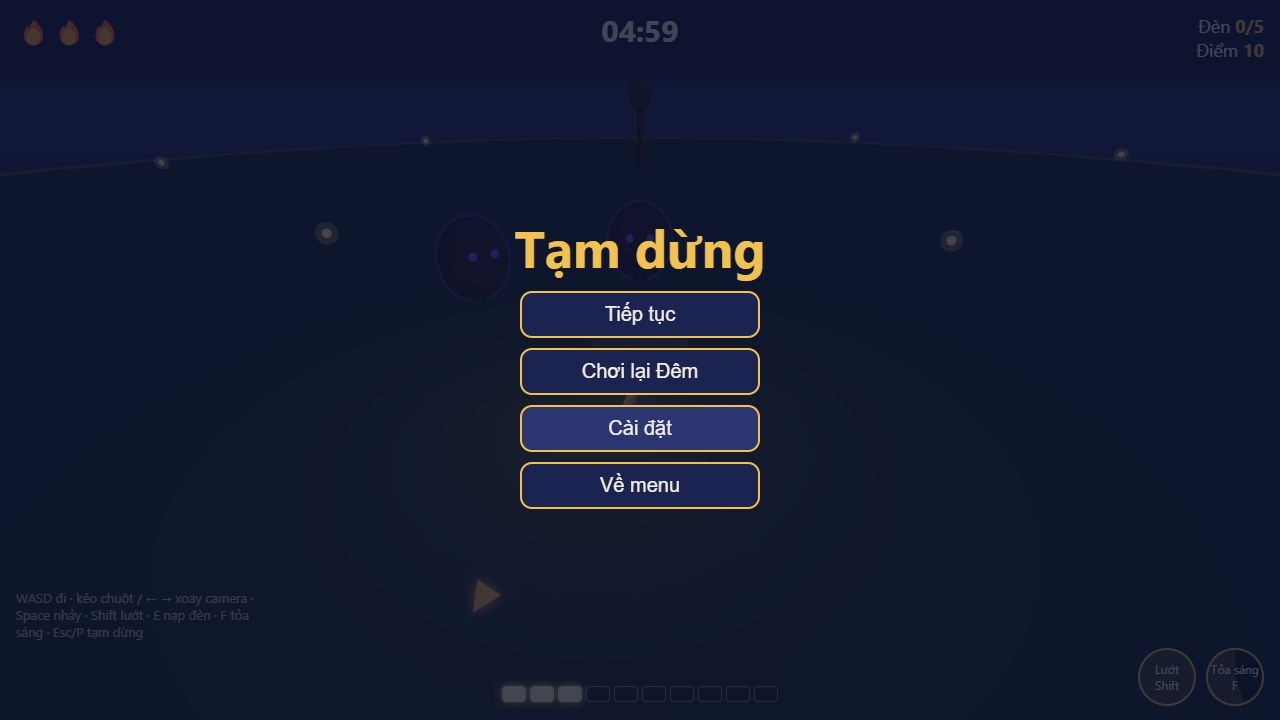 04:59
Đèn 0/5
Điểm 10
Tạm dừng
Tiếp tục
Chơi lại Đêm
Cài đặt
Về menu
WASD đi · kéo chuột / ← → xoay camera ·
Space nhảy · Shift lướt · E nạp đèn · F tỏa
sáng · Esc/P tạm dừng
Lướt
Shift
Tỏa sáng
F